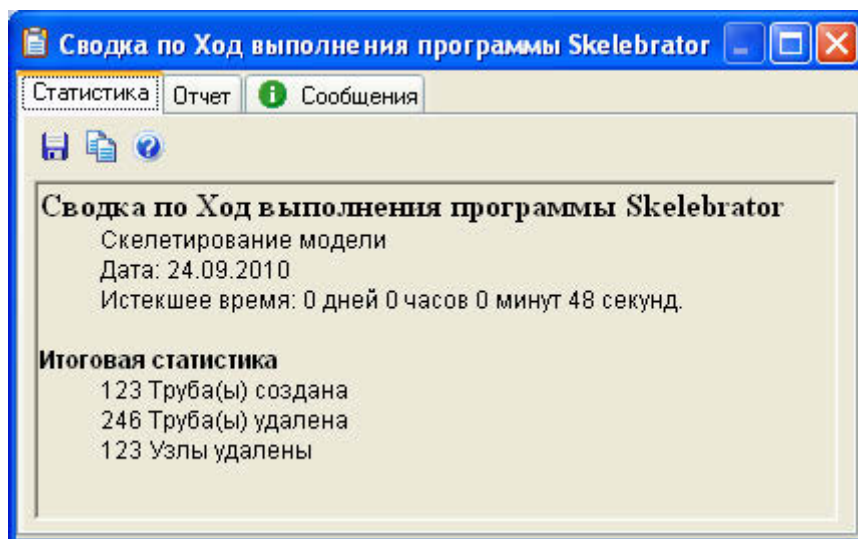 Сводка по Ход выполнения программы Skelebrator
Статистика Отчет Сообщения
Сводка по Ход выполнения программы Skelebrator
Скелетирование модели
Дата: 24.09.2010
Истекшее время: 0 дней 0 часов 0 минут 48 секунд.
Итоговая статистика
123 Труба(ы) создана
246 Труба(ы) удалена
123 Узлы удалены